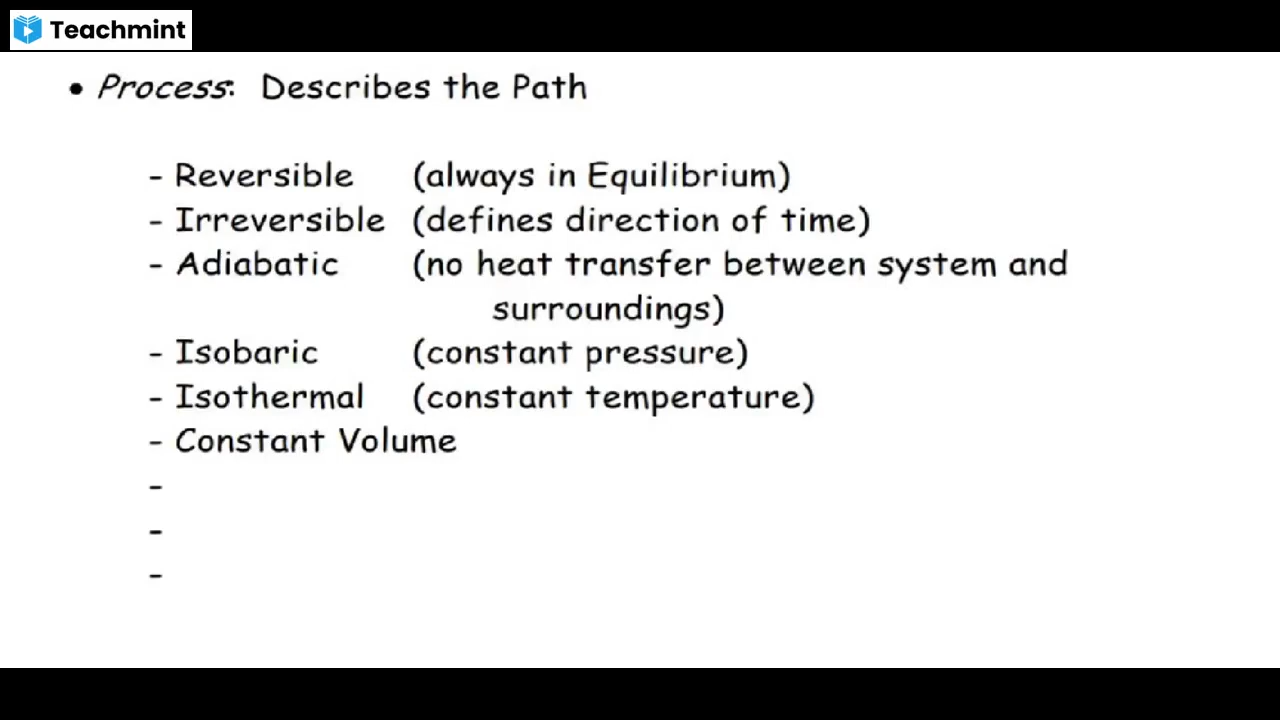 Teachmint
• Process: Describes the Path
- Reversible (always in Equilibrium)
- Irreversible (defines direction of time)
- Adiabatic (no heat transfer between system and
surroundings)
- Isobaric (constant pressure)
- Isothermal (constant temperature)
- Constant Volume
-
-
-